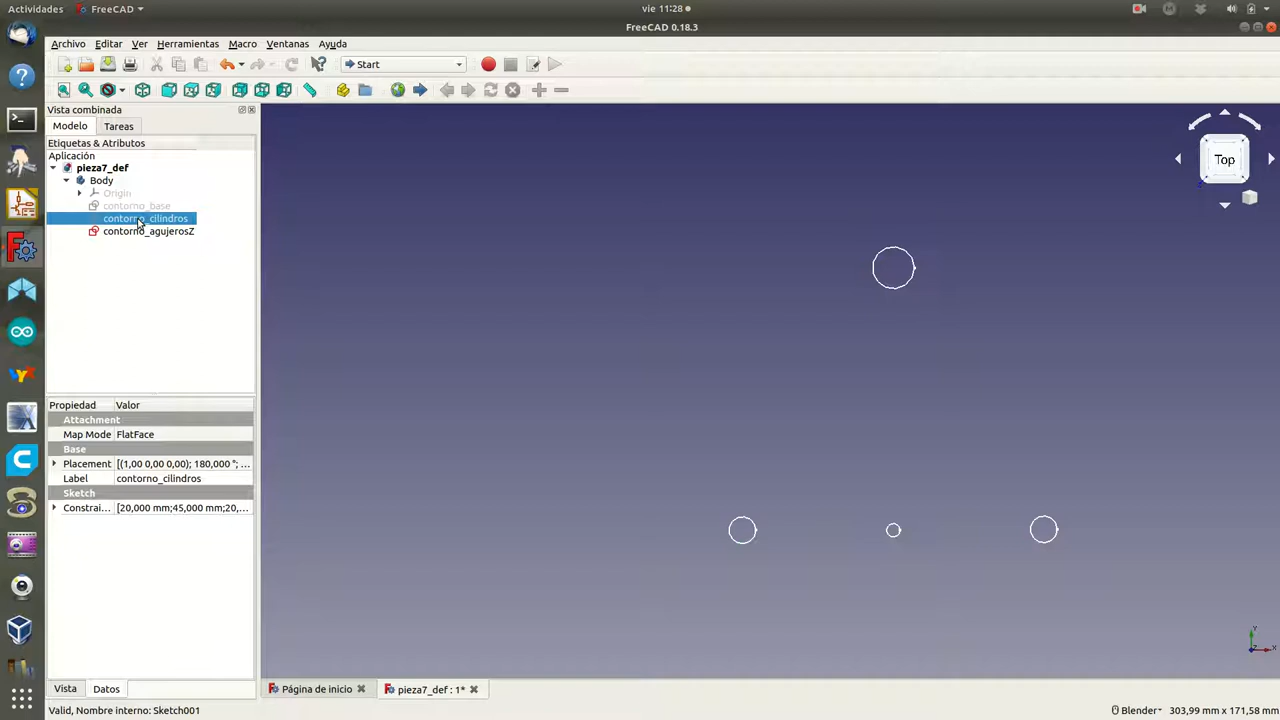 Actividades FreeCAD vie 11:28
FreeCAD 0.18.3
Archivo Editar Ver Herramientas Macro Ventanas Ayuda
Start
Vista combinada
Modelo Tareas
Etiquetas & Atributos
Aplicación
pieza7_def
Body
Origin
contorno_base
contorno_cilindros
contorno_agujerosZ
Top
Propiedad Valor
Attachment
Map Mode FlatFace
Base
Placement [(1,00 0,00 0,00); 180,000 °; ...
Label contorno_cilindros
Sketch
Constrai... [20,000 mm;45,000 mm;20,...
Y
X
Vista Datos
Página de inicio pieza7_def : 1*
Valid, Nombre interno: Sketch001 Blender 303,99 mm x 171,58 mm